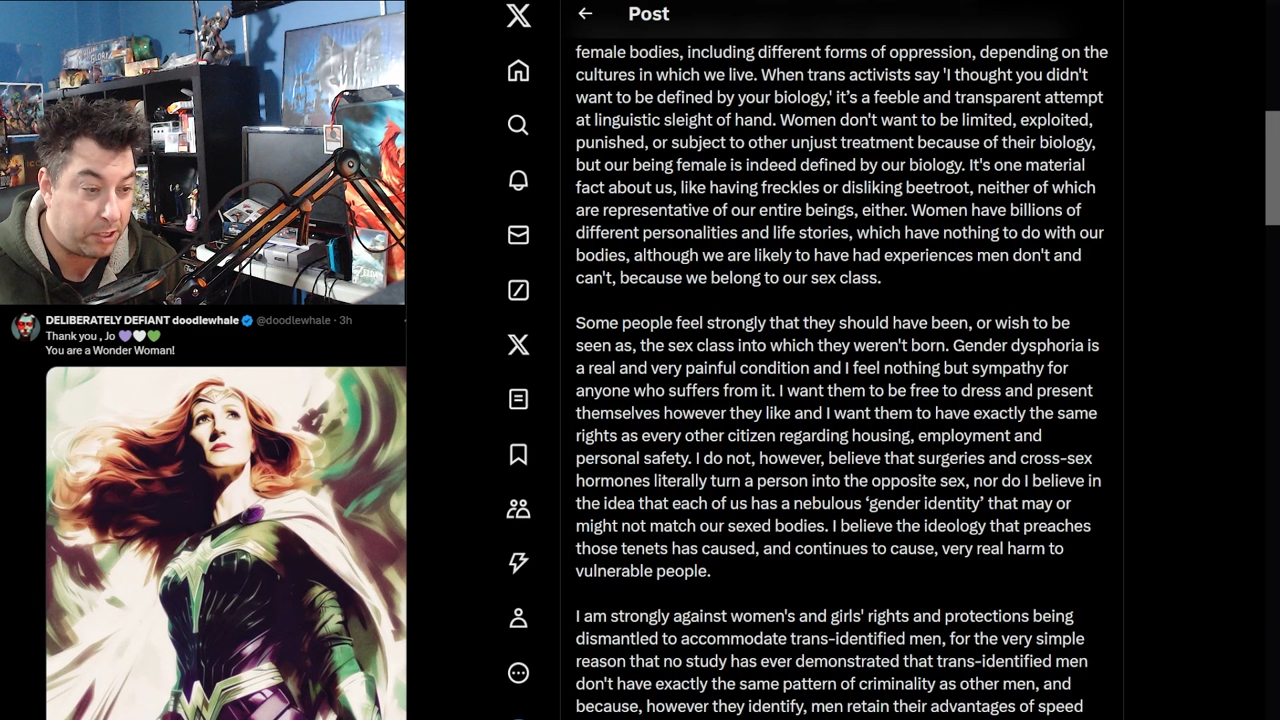 Post
female bodies, including different forms of oppression, depending on the
cultures in which we live. When trans activists say 'I thought you didn't
want to be defined by your biology,' it’s a feeble and transparent attempt
at linguistic sleight of hand. Women don't want to be limited, exploited,
punished, or subject to other unjust treatment because of their biology,
but our being female is indeed defined by our biology. It's one material
fact about us, like having freckles or disliking beetroot, neither of which
are representative of our entire beings, either. Women have billions of
different personalities and life stories, which have nothing to do with our
bodies, although we are likely to have had experiences men don't and
can't, because we belong to our sex class.
Some people feel strongly that they should have been, or wish to be
seen as, the sex class into which they weren't born. Gender dysphoria is
a real and very painful condition and I feel nothing but sympathy for
anyone who suffers from it. I want them to be free to dress and present
themselves however they like and I want them to have exactly the same
rights as every other citizen regarding housing, employment and
personal safety. I do not, however, believe that surgeries and cross-sex
hormones literally turn a person into the opposite sex, nor do I believe in
the idea that each of us has a nebulous ‘gender identity’ that may or
might not match our sexed bodies. I believe the ideology that preaches
those tenets has caused, and continues to cause, very real harm to
vulnerable people.
I am strongly against women's and girls' rights and protections being
dismantled to accommodate trans-identified men, for the very simple
reason that no study has ever demonstrated that trans-identified men
don't have exactly the same pattern of criminality as other men, and
because, however they identify, men retain their advantages of speed
DELIBERATELY DEFIANT doodlewhale @doodlewhale · 3h
Thank you , Jo 💜🤍💚
You are a Wonder Woman!